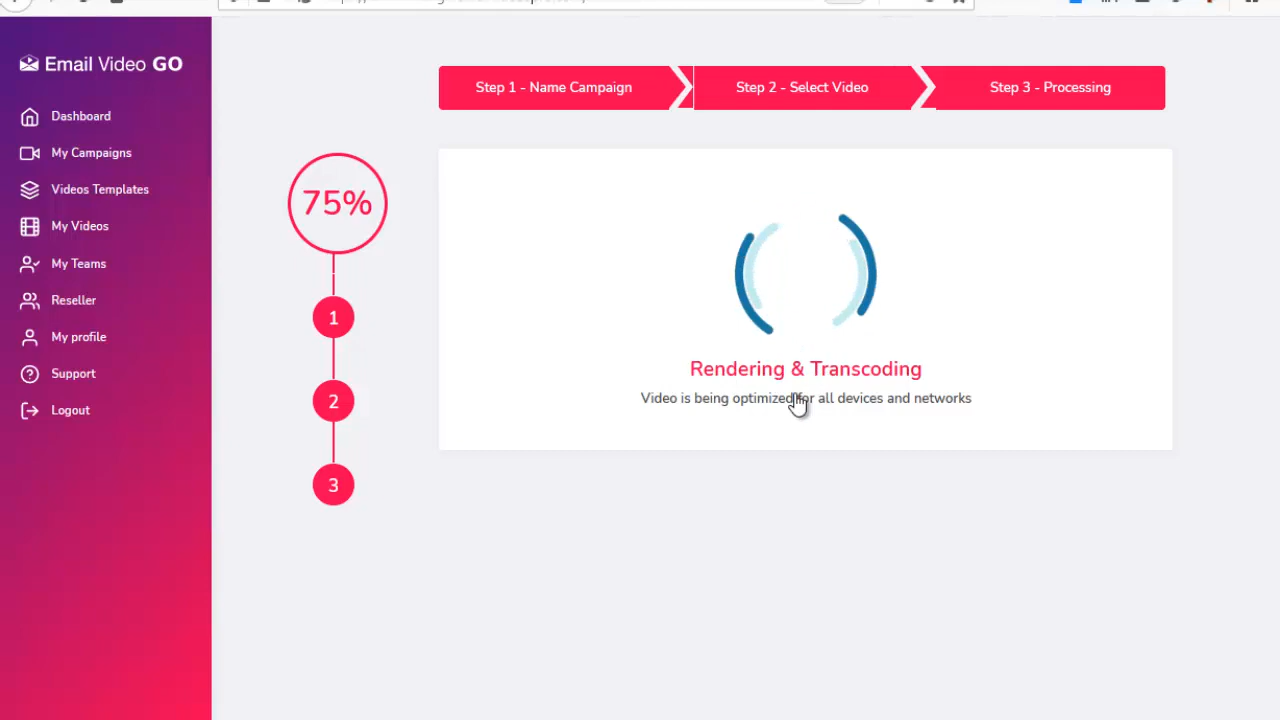 Email Video GO
Dashboard
My Campaigns
Videos Templates
My Videos
My Teams
Reseller
My profile
Support
Logout
Step 1 - Name Campaign
Step 2 - Select Video
Step 3 - Processing
75%
1
2
3
Rendering & Transcoding
Video is being optimized for all devices and networks